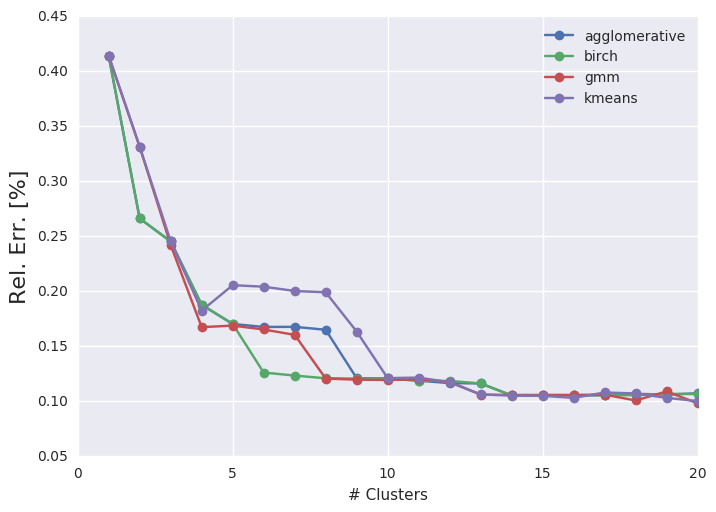 0.45
0.40
0.35
0.30
0.25
0.20
0.15
0.10
0.05
Rel. Err. [%]
agglomerative
birch
gmm
kmeans
0 5 10 15 20
# Clusters